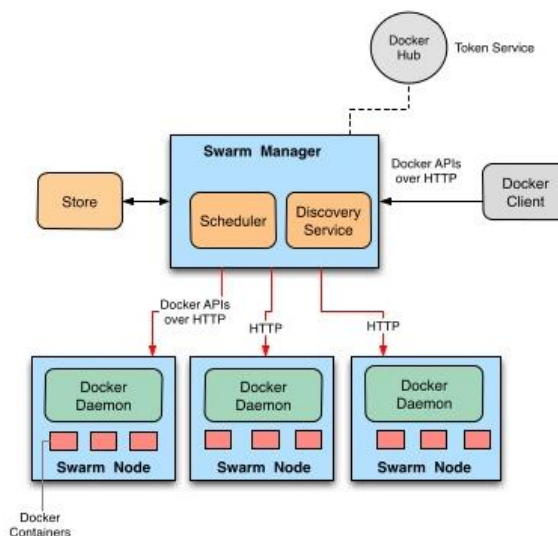 Docker
Hub
Token Service
Swarm Manager
Docker APIs
over HTTP
Store
Scheduler
Discovery
Service
Docker
Client
Docker APIs
over HTTP
HTTP
HTTP
Docker
Daemon
Docker
Daemon
Docker
Daemon
Swarm Node
Swarm Node
Swarm Node
Docker
Containers